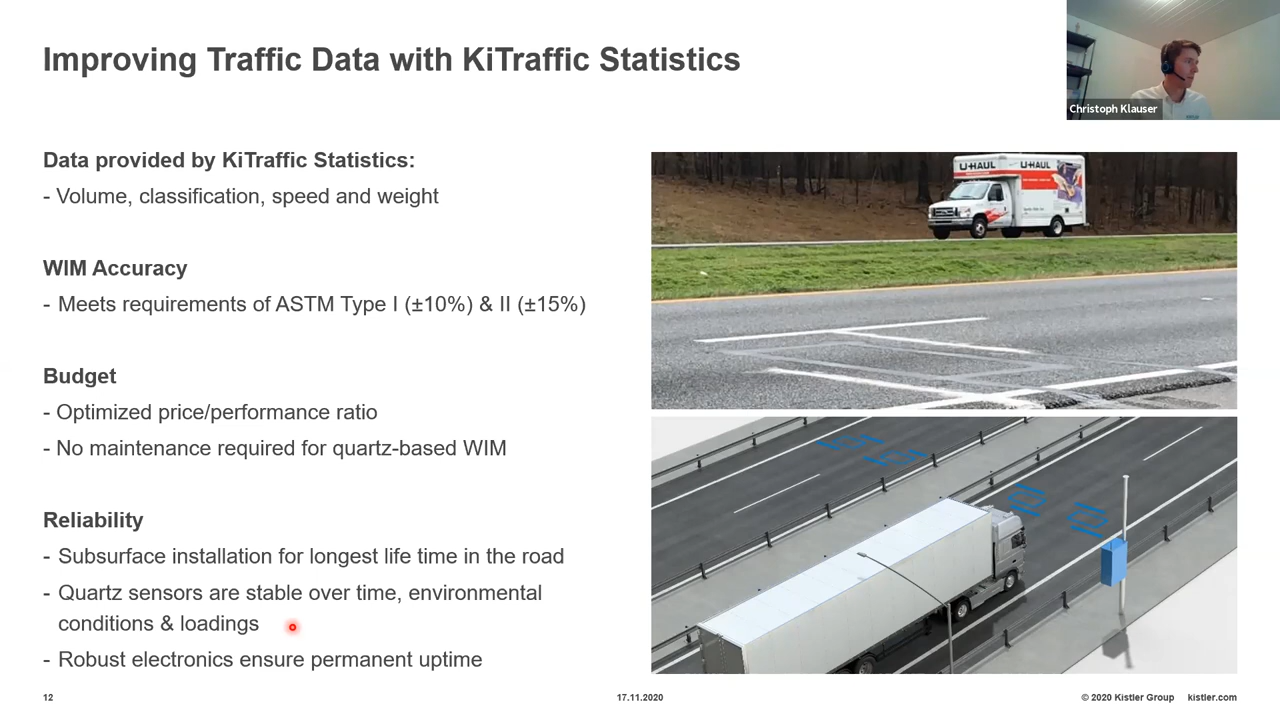 Improving Traffic Data with KiTraffic Statistics
Christoph Klauser
Data provided by KiTraffic Statistics:
- Volume, classification, speed and weight
WIM Accuracy
- Meets requirements of ASTM Type I (±10%) & II (±15%)
Budget
- Optimized price/performance ratio
- No maintenance required for quartz-based WIM
Reliability
- Subsurface installation for longest life time in the road
- Quartz sensors are stable over time, environmental
conditions & loadings
- Robust electronics ensure permanent uptime
U-HAUL
U-HAUL
12
17.11.2020
© 2020 Kistler Group
kistler.com